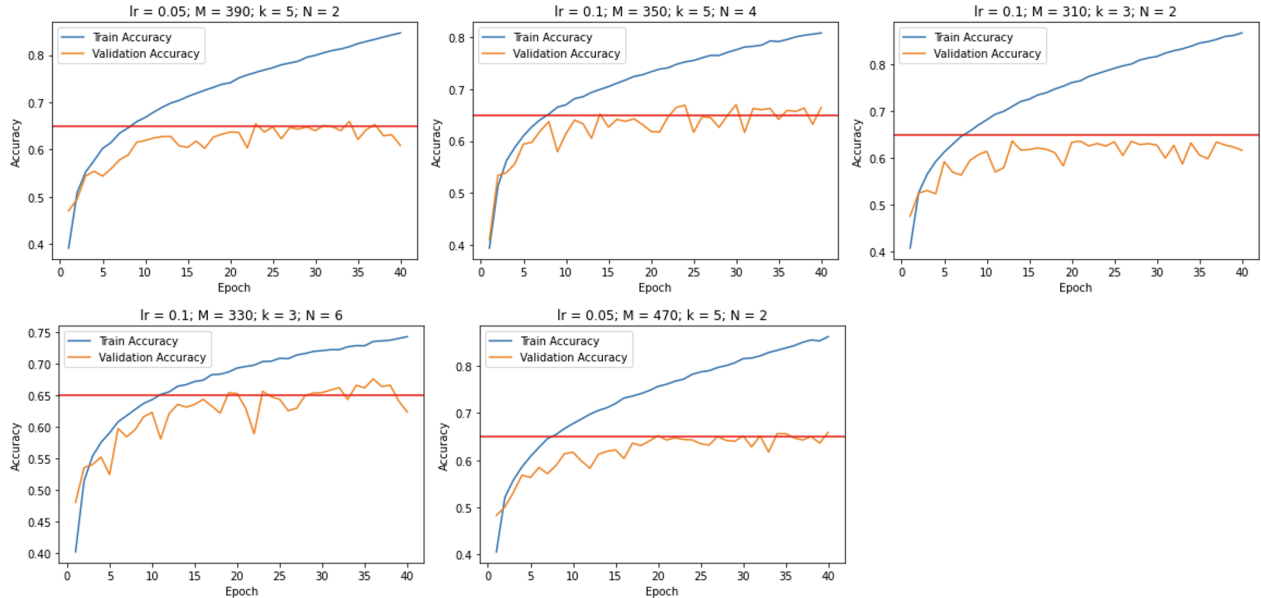 lr = 0.05; M = 390; k = 5; N = 2
Train Accuracy
Validation Accuracy
Accuracy
0.8
0.7
0.6
0.5
0.4
0 5 10 15 20 25 30 35 40
Epoch
lr = 0.1; M = 350; k = 5; N = 4
Train Accuracy
Validation Accuracy
Accuracy
0.8
0.7
0.6
0.5
0.4
0 5 10 15 20 25 30 35 40
Epoch
lr = 0.1; M = 310; k = 3; N = 2
Train Accuracy
Validation Accuracy
Accuracy
0.8
0.7
0.6
0.5
0.4
0 5 10 15 20 25 30 35 40
Epoch
lr = 0.1; M = 330; k = 3; N = 6
Train Accuracy
Validation Accuracy
Accuracy
0.75
0.70
0.65
0.60
0.55
0.50
0.45
0.40
0 5 10 15 20 25 30 35 40
Epoch
lr = 0.05; M = 470; k = 5; N = 2
Train Accuracy
Validation Accuracy
Accuracy
0.8
0.7
0.6
0.5
0.4
0 5 10 15 20 25 30 35 40
Epoch